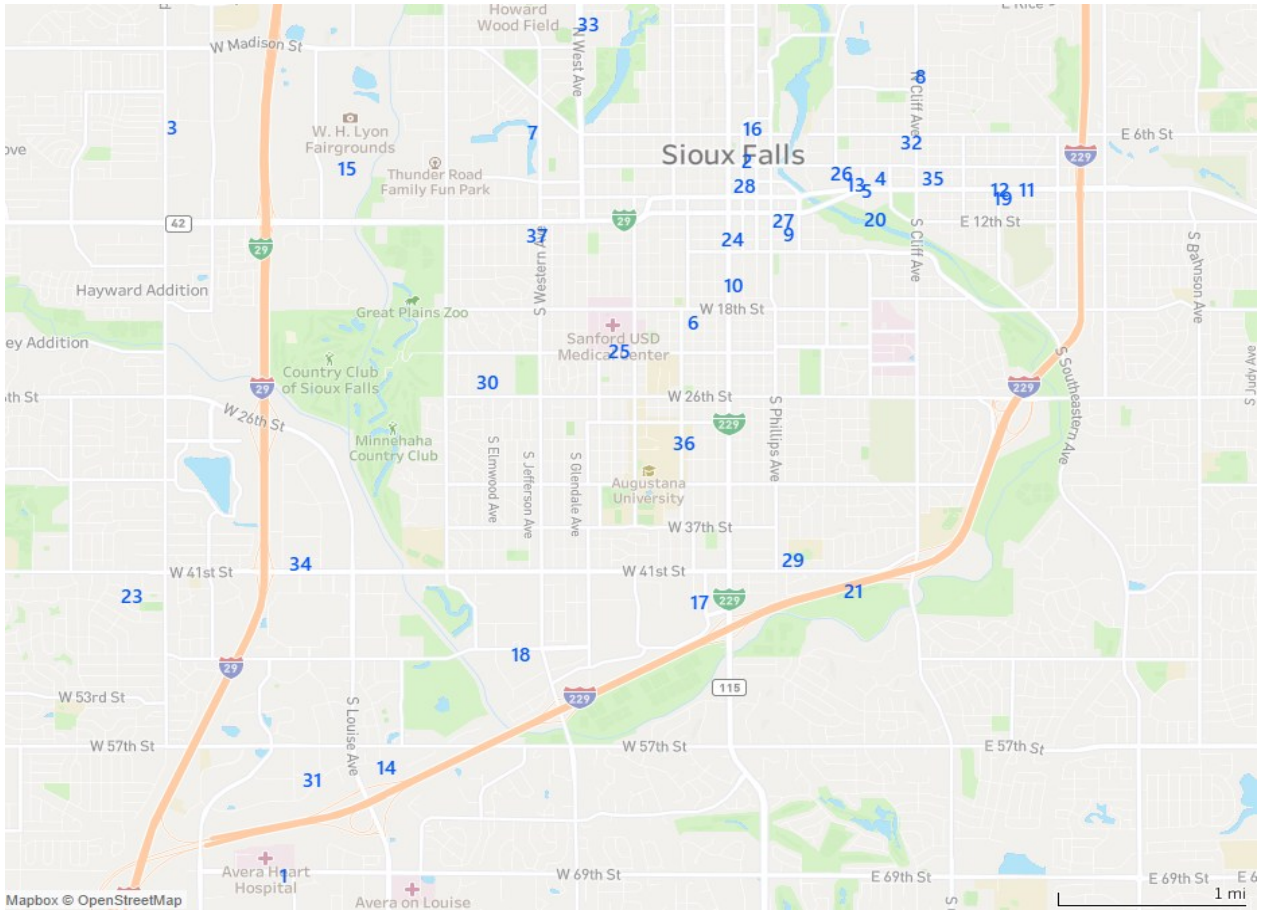 Howard
Wood Field
33
E Rice S
W Madison St
N West Ave
8
N Cliff Ave
3
W. H. Lyon
Fairgrounds
7
16
E 6th St
32
Sioux Falls
229
ove
15
Thunder Road
Family Fun Park
2
28
26
13
4
5
35
12
19
11
42
29
37
S Western Ave
24
27
9
20
E 12th St
S Cliff Ave
29
S Bahnson Ave
Hayward Addition
Great Plains Zoo
10
W 18th St
6
Sanford USD
Medical Center
25
ey Addition
Country Club
of Sioux Falls
30
29
229
S Southeastern Ave
S Judy Ave
6th St
W 26th St
W 26th St
S Phillips Ave
229
Minnehaha
Country Club
36
S Elmwood Ave
S Jefferson Ave
S Glendale Ave
Augustana
University
W 37th St
34
W 41st St
W 41st St
29
23
17
229
21
18
29
W 53rd St
229
115
S Louise Ave
W 57th St
W 57th St
E 57th St
31
14
Avera Heart
Hospital
1
W 69th St
E 69th St
E 69th St
E 6
Avera on Louise
S
Mapbox © OpenStreetMap
1 mi